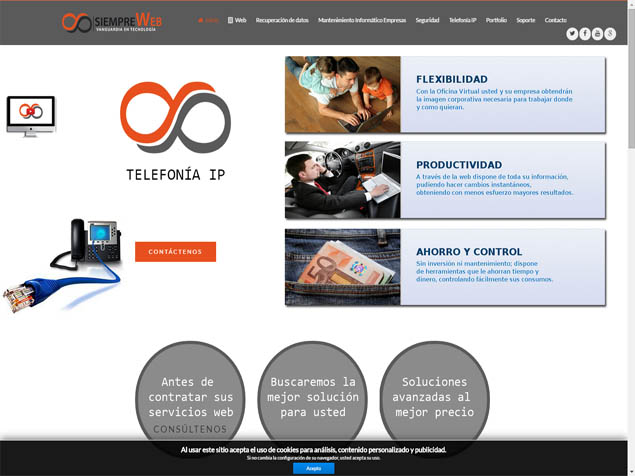 SIEMPREWEB
VANGUARDIA EN TECNOLOGÍA
Inicio Web Recuperación de datos Mantenimiento Informático Empresas Seguridad Telefonía IP Portfolio Soporte Contacto
TELEFONÍA IP
CONTÁCTENOS
FLEXIBILIDAD
Con la Oficina Virtual usted y su empresa obtendrán
la imagen corporativa necesaria para trabajar donde
y como quieran.
PRODUCTIVIDAD
A través de la web dispone de toda su información,
pudiendo hacer cambios instantáneos,
obteniendo con menos esfuerzo mayores resultados.
50
AHORRO Y CONTROL
Sin inversión ni mantenimiento; dispone
de herramientas que le ahorran tiempo y
dinero, controlando fácilmente sus consumos.
Antes de
contratar sus
servicios web
CONSÚLTENOS
Buscaremos la
mejor solución
para usted
Soluciones
avanzadas al
mejor precio
Al usar este sitio acepta el uso de cookies para análisis, contenido personalizado y publicidad.
Si no cambia la configuración de su navegador, usted acepta su uso.
Acepto